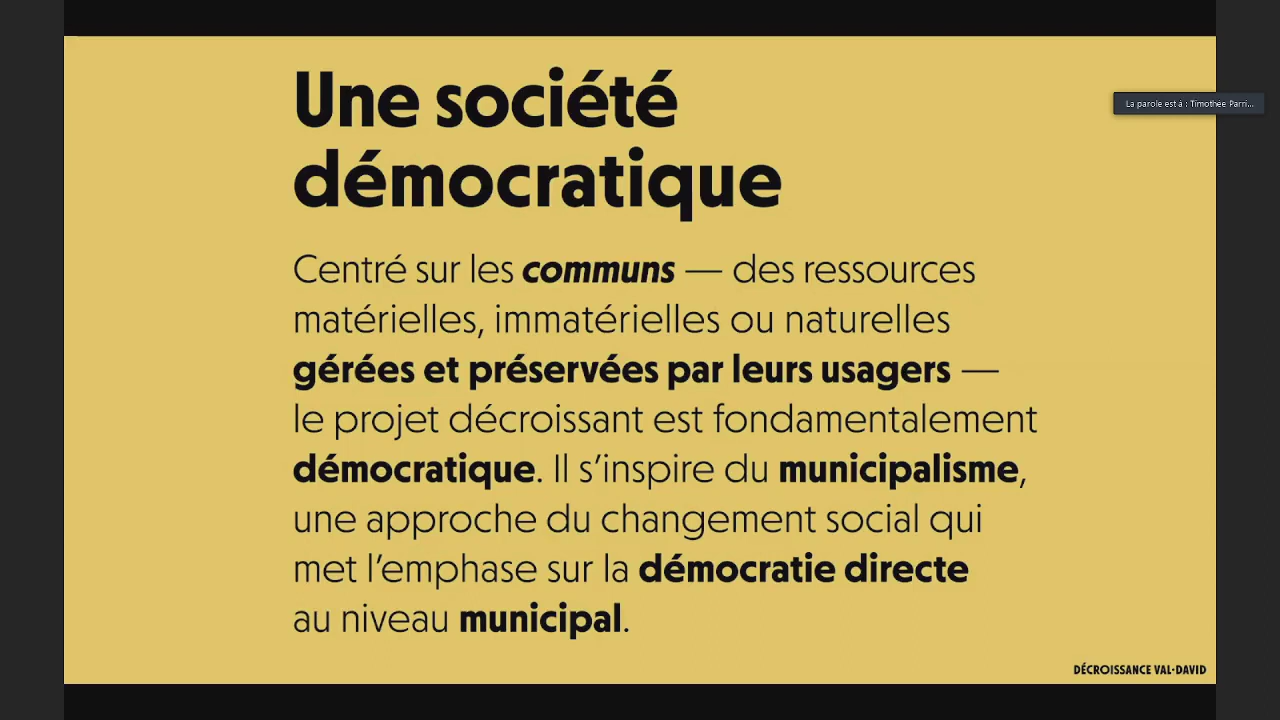 Une société
démocratique
La parole est à : Timothée Parri...
Centré sur les communs — des ressources
matérielles, immatérielles ou naturelles
gérées et préservées par leurs usagers —
le projet décroissant est fondamentalement
démocratique. Il s’inspire du municipalisme,
une approche du changement social qui
met l’emphase sur la démocratie directe
au niveau municipal.
DÉCROISSANCE VAL-DAVID